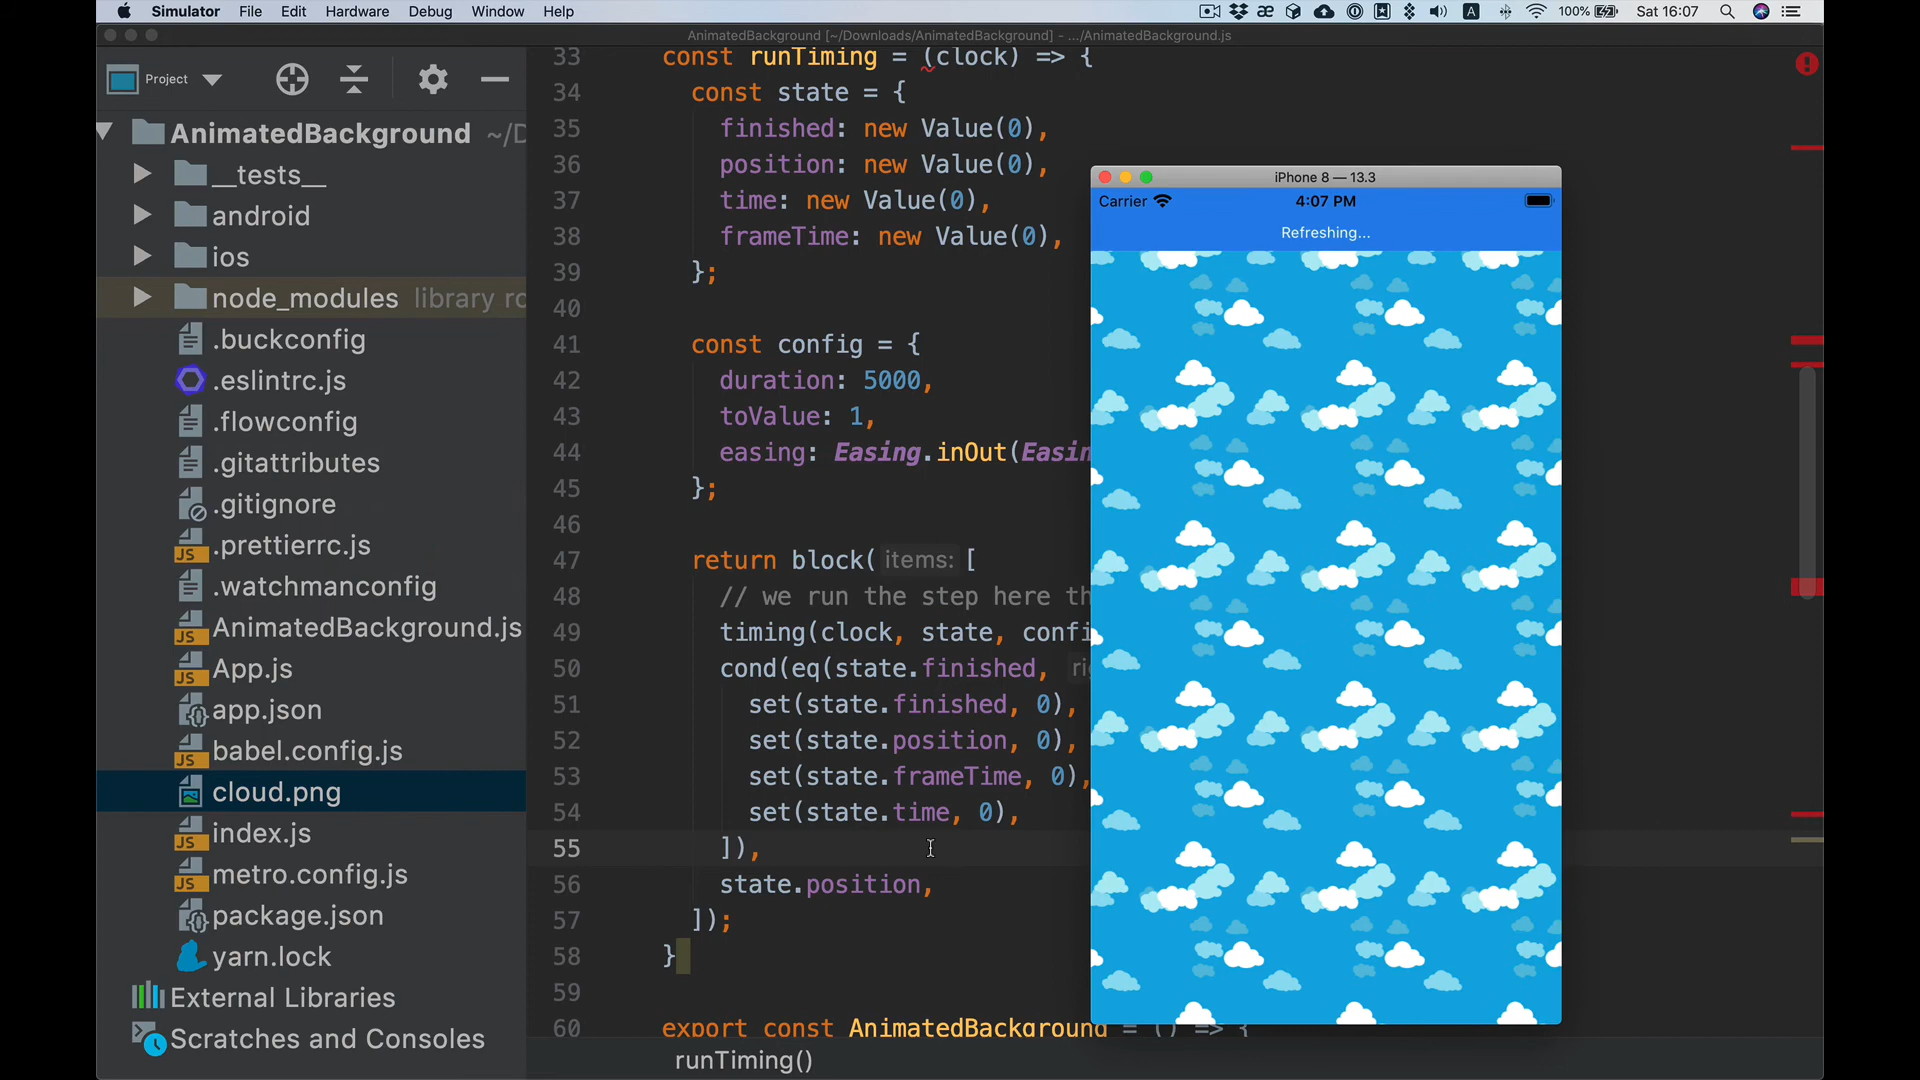 Simulator File Edit Hardware Debug Window Help
A 100% Sat 16:07
AnimatedBackground [~/Downloads/AnimatedBackground] - .../AnimatedBackground.js
Project
AnimatedBackground ~/D
__tests__
android
ios
node_modules library ro
.buckconfig
.eslintrc.js
.flowconfig
.gitattributes
.gitignore
.prettierrc.js
.watchmanconfig
AnimatedBackground.js
App.js
app.json
babel.config.js
cloud.png
index.js
metro.config.js
package.json
yarn.lock
External Libraries
Scratches and Consoles
33 const runTiming = (clock) => {
34 const state = {
35 finished: new Value(0),
36 position: new Value(0),
37 time: new Value(0),
38 frameTime: new Value(0),
39 };
40
41 const config = {
42 duration: 5000,
43 toValue: 1,
44 easing: Easing.inOut(Easin
45 };
46
47 return block( items: [
48 // we run the step here th
49 timing(clock, state, confi
50 cond(eq(state.finished, ri
51 set(state.finished, 0),
52 set(state.position, 0),
53 set(state.frameTime, 0),
54 set(state.time, 0),
55 ]),
56 state.position,
57 ]);
58 }
59
60 export const AnimatedBackground = () => {
runTiming()
iPhone 8 — 13.3
Carrier 4:07 PM
Refreshing...